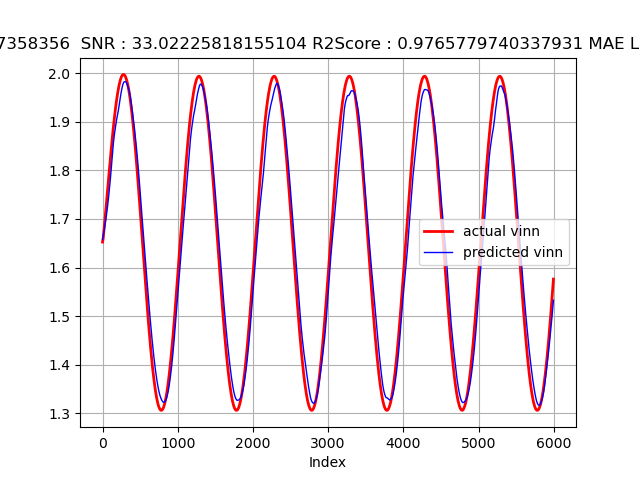 7358356 SNR : 33.02225818155104 R2Score : 0.9765779740337931 MAE L
2.0
1.9
1.8
1.7
1.6
1.5
1.4
1.3
actual vinn
predicted vinn
0 1000 2000 3000 4000 5000 6000
Index